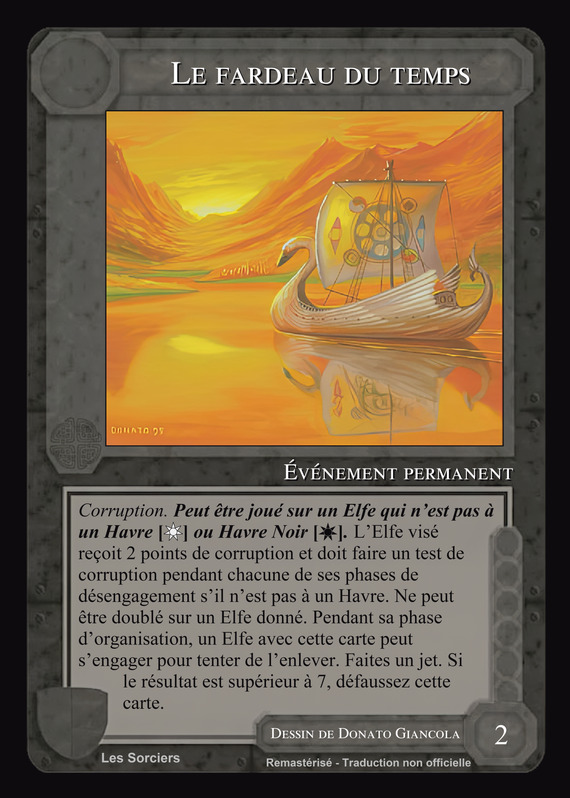 Le fardeau du temps
DONATO 98
Événement permanent
Corruption. Peut être joué sur un Elfe qui n'est pas à
un Havre [☼] ou Havre Noir [✷]. L'Elfe visé
reçoit 2 points de corruption et doit faire un test de
corruption pendant chacune de ses phases de
désengagement s'il n'est pas à un Havre. Ne peut
être doublé sur un Elfe donné. Pendant sa phase
d'organisation, un Elfe avec cette carte peut
s'engager pour tenter de l'enlever. Faites un jet. Si
le résultat est supérieur à 7, défaussez cette
carte.
Dessin de Donato Giancola
2
Les Sorciers
Remastérisé - Traduction non officielle